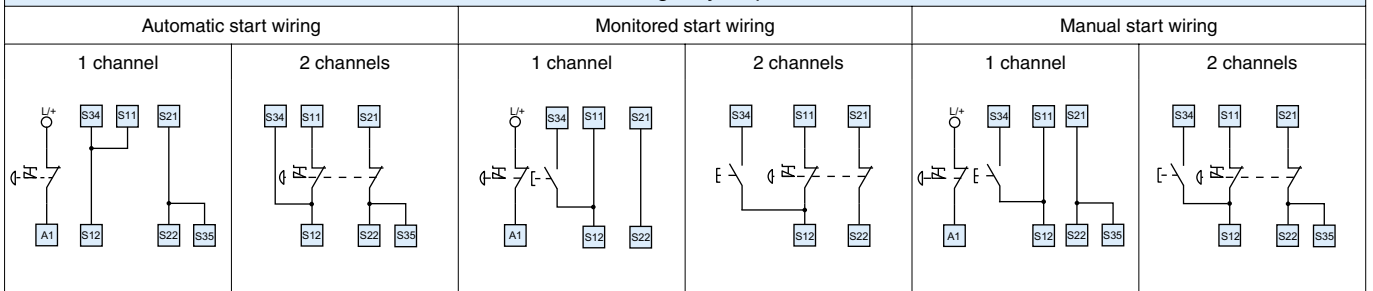 Automatic start wiring Monitored start wiring Manual start wiring
1 channel 2 channels 1 channel 2 channels 1 channel 2 channels
L/+ S34 S11 S21 S34 S11 S21 L/+ S34 S11 S21 S34 S11 S21 L/+ S34 S11 S21 S34 S11 S21
A1 S12 S22 S35 S12 S22 S35 A1 S12 S22 S12 S22 A1 S12 S22 S35 S12 S22 S35